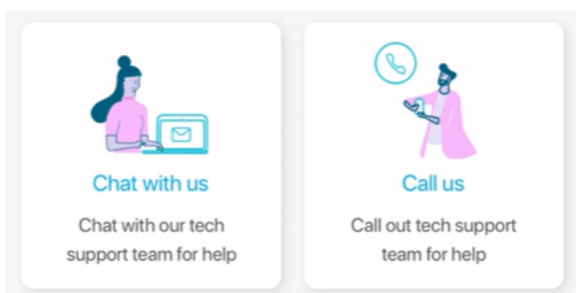 Chat with us
Chat with our tech
support team for help
Call us
Call out tech support
team for help